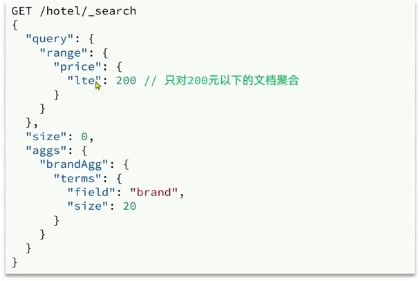 GET /hotel/_search
{
  "query": {
    "range": {
      "price": {
        "lte": 200 // 只对200元以下的文档聚合
      }
    }
  },
  "size": 0,
  "aggs": {
    "brandAgg": {
      "terms": {
        "field": "brand",
        "size": 20
      }
    }
  }
}